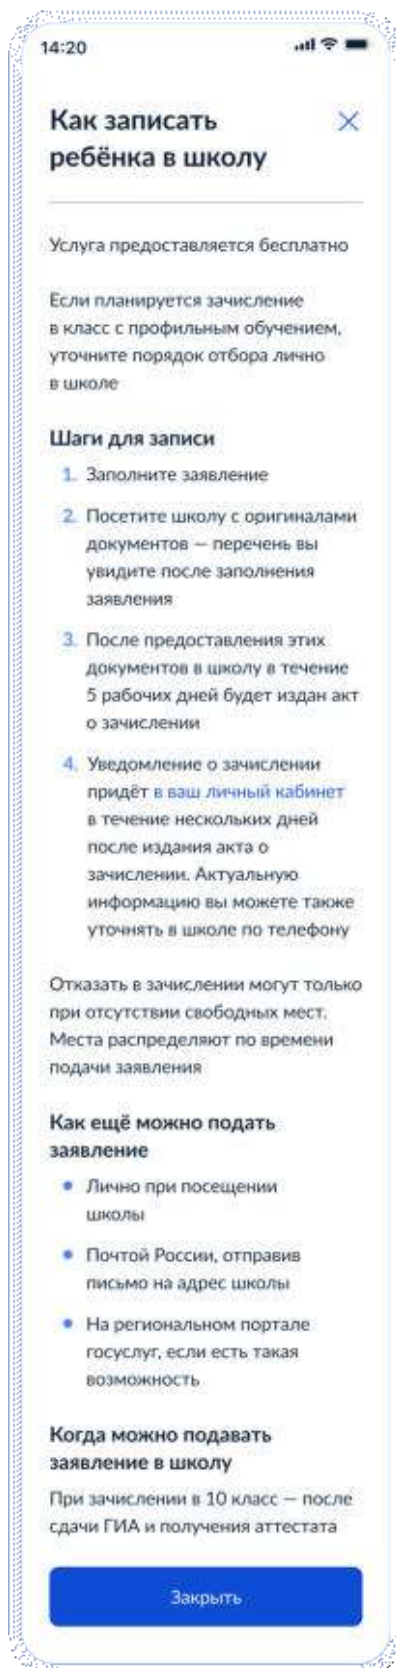 14:20
Как записать
ребёнка в школу
Услуга предоставляется бесплатно
Если планируется зачисление
в класс с профильным обучением,
уточните порядок отбора лично
в школе
Шаги для записи
1. Заполните заявление
2. Посетите школу с оригиналами
документов — перечень вы
увидите после заполнения
заявления
3. После предоставления этих
документов в школу в течение
5 рабочих дней будет издан акт
о зачислении
4. Уведомление о зачислении
придёт в ваш личный кабинет
в течение нескольких дней
после издания акта о
зачислении. Актуальную
информацию вы можете также
уточнять в школе по телефону
Отказать в зачислении могут только
при отсутствии свободных мест.
Места распределяют по времени
подачи заявления
Как ещё можно подать
заявление
• Лично при посещении
школы
• Почтой России, отправив
письмо на адрес школы
• На региональном портале
госуслуг, если есть такая
возможность
Когда можно подавать
заявление в школу
При зачислении в 10 класс — после
сдачи ГИА и получения аттестата
Закрыть